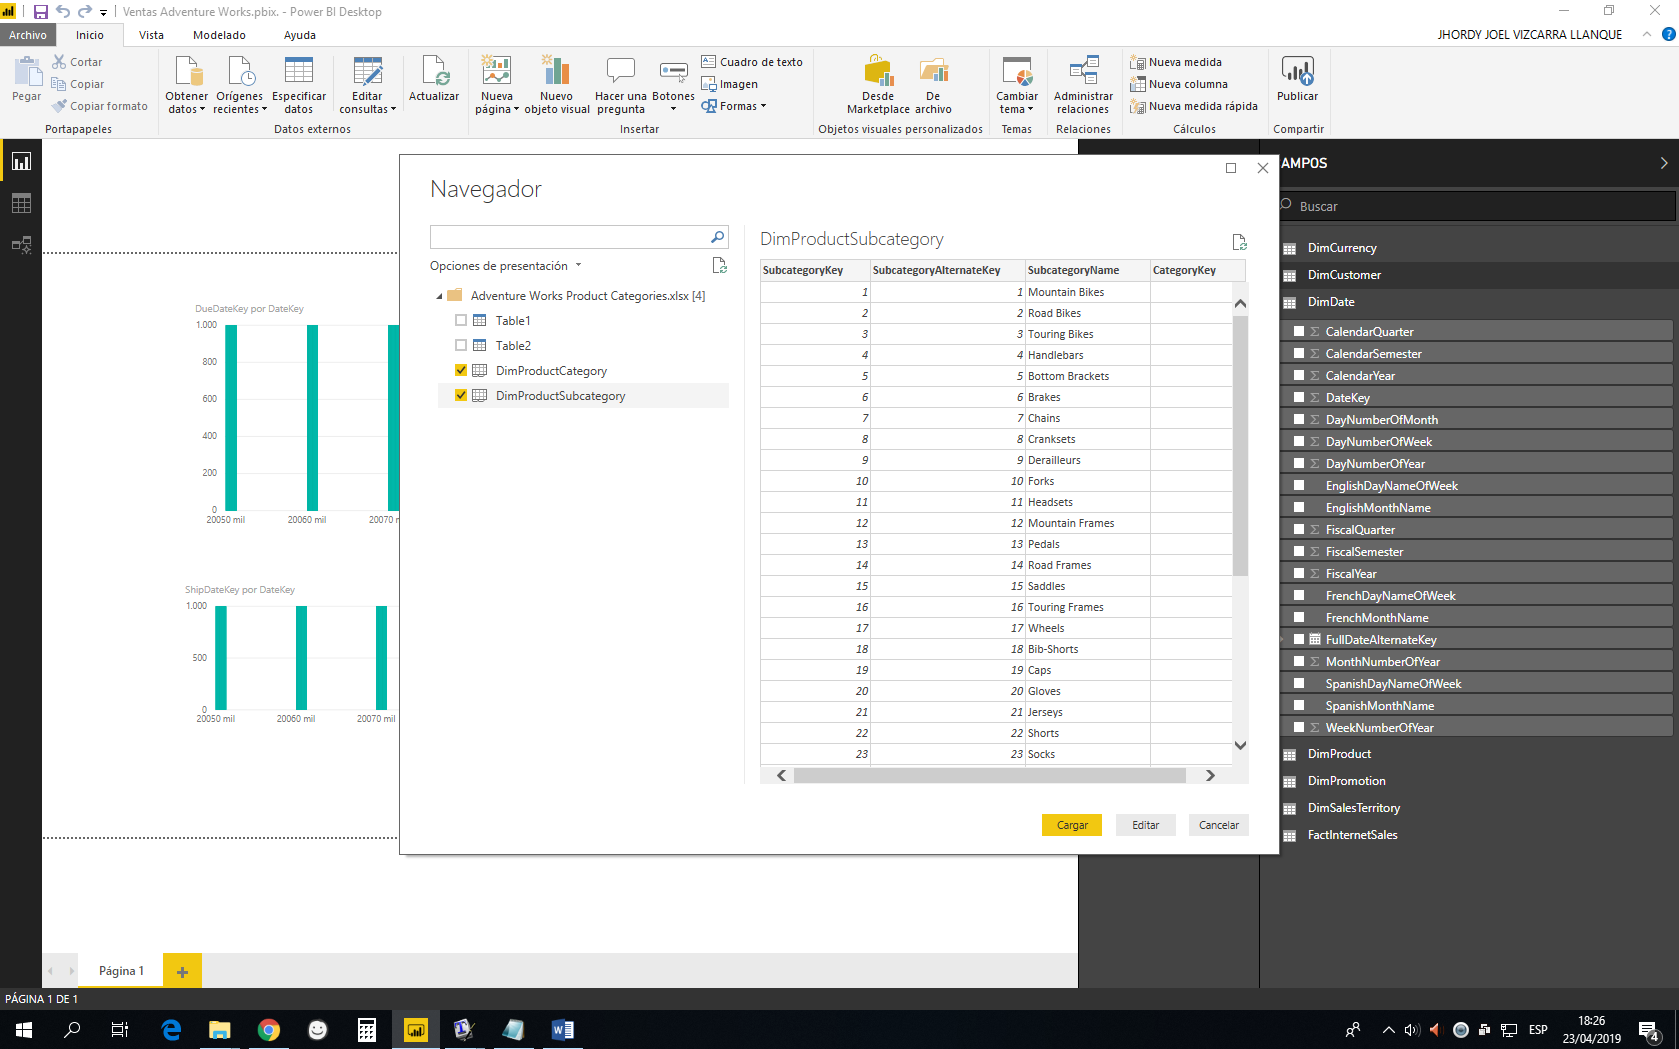 Ventas Adventure Works.pbix. - Power BI Desktop
Archivo
Inicio
Vista
Modelado
Ayuda
JHORDY JOEL VIZCARRA LLANQUE
Pegar
Cortar
Copiar
Copiar formato
Portapapeles
Obtener
datos
Orígenes
recientes
Especificar
datos
Editar
consultas
Datos externos
Actualizar
Nueva
página
Nuevo
objeto visual
Hacer una
pregunta
Botones
Cuadro de texto
Imagen
Formas
Insertar
Desde
Marketplace
De
archivo
Objetos visuales personalizados
Cambiar
tema
Temas
Administrar
relaciones
Relaciones
Nueva medida
Nueva columna
Nueva medida rápida
Cálculos
Publicar
Compartir
DueDateKey por DateKey
1.000
800
600
400
200
0
20050 mil
20060 mil
20070 m
ShipDateKey por DateKey
1.000
500
0
20050 mil
20060 mil
20070 mil
Navegador
Opciones de presentación
Adventure Works Product Categories.xlsx [4]
Table1
Table2
DimProductCategory
DimProductSubcategory
DimProductSubcategory
SubcategoryKey SubcategoryAlternateKey SubcategoryName CategoryKey
1 1 Mountain Bikes
2 2 Road Bikes
3 3 Touring Bikes
4 4 Handlebars
5 5 Bottom Brackets
6 6 Brakes
7 7 Chains
8 8 Cranksets
9 9 Derailleurs
10 10 Forks
11 11 Headsets
12 12 Mountain Frames
13 13 Pedals
14 14 Road Frames
15 15 Saddles
16 16 Touring Frames
17 17 Wheels
18 18 Bib-Shorts
19 19 Caps
20 20 Gloves
21 21 Jerseys
22 22 Shorts
23 23 Socks
Cargar
Editar
Cancelar
AMPOS
Buscar
DimCurrency
DimCustomer
DimDate
CalendarQuarter
CalendarSemester
CalendarYear
DateKey
DayNumberOfMonth
DayNumberOfWeek
DayNumberOfYear
EnglishDayNameOfWeek
EnglishMonthName
FiscalQuarter
FiscalSemester
FiscalYear
FrenchDayNameOfWeek
FrenchMonthName
FullDateAlternateKey
MonthNumberOfYear
SpanishDayNameOfWeek
SpanishMonthName
WeekNumberOfYear
DimProduct
DimPromotion
DimSalesTerritory
FactInternetSales
Página 1
PÁGINA 1 DE 1
ESP
18:26
23/04/2019
4